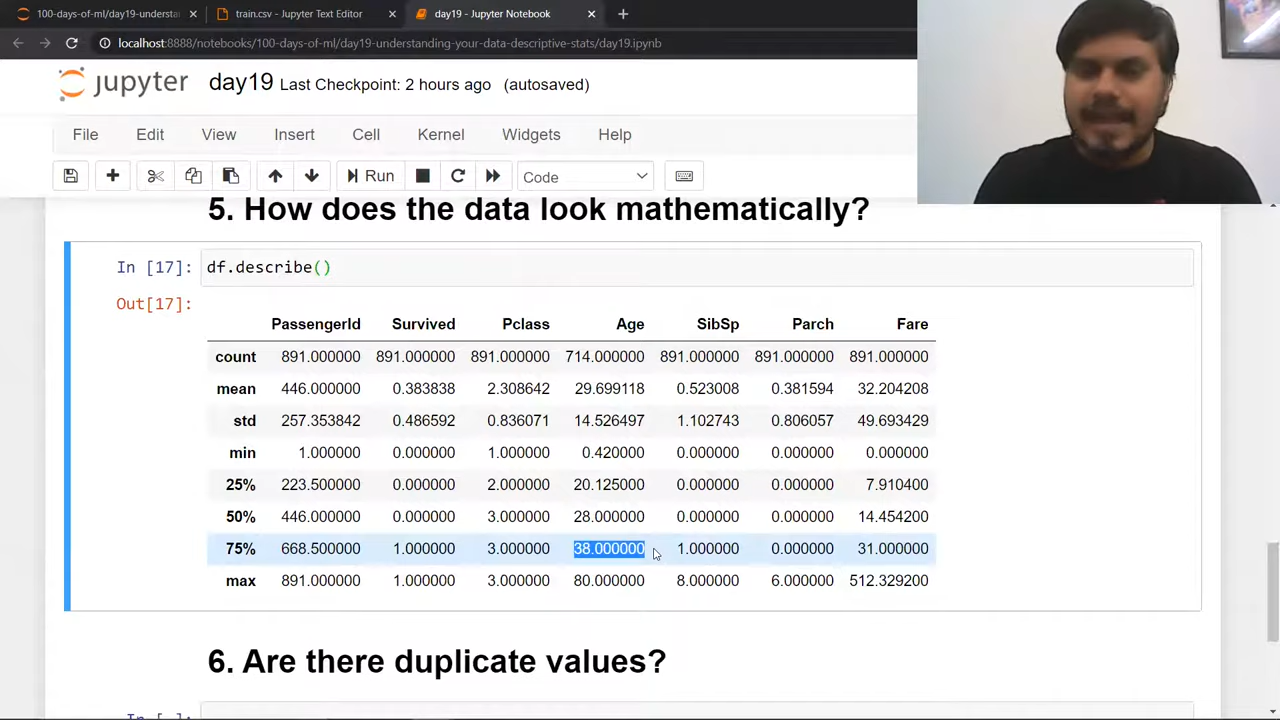 100-days-of-ml/day19-understa
train.csv - Jupyter Text Editor
day19 - Jupyter Notebook
localhost:8888/notebooks/100-days-of-ml/day19-understanding-your-data-descriptive-stats/day19.ipynb
jupyter day19 Last Checkpoint: 2 hours ago (autosaved)
File Edit View Insert Cell Kernel Widgets Help
Run Code
5. How does the data look mathematically?
In [17]: df.describe()
Out[17]:
PassengerId Survived Pclass Age SibSp Parch Fare
count 891.000000 891.000000 891.000000 714.000000 891.000000 891.000000 891.000000
mean 446.000000 0.383838 2.308642 29.699118 0.523008 0.381594 32.204208
std 257.353842 0.486592 0.836071 14.526497 1.102743 0.806057 49.693429
min 1.000000 0.000000 1.000000 0.420000 0.000000 0.000000 0.000000
25% 223.500000 0.000000 2.000000 20.125000 0.000000 0.000000 7.910400
50% 446.000000 0.000000 3.000000 28.000000 0.000000 0.000000 14.454200
75% 668.500000 1.000000 3.000000 38.000000 1.000000 0.000000 31.000000
max 891.000000 1.000000 3.000000 80.000000 8.000000 6.000000 512.329200
6. Are there duplicate values?